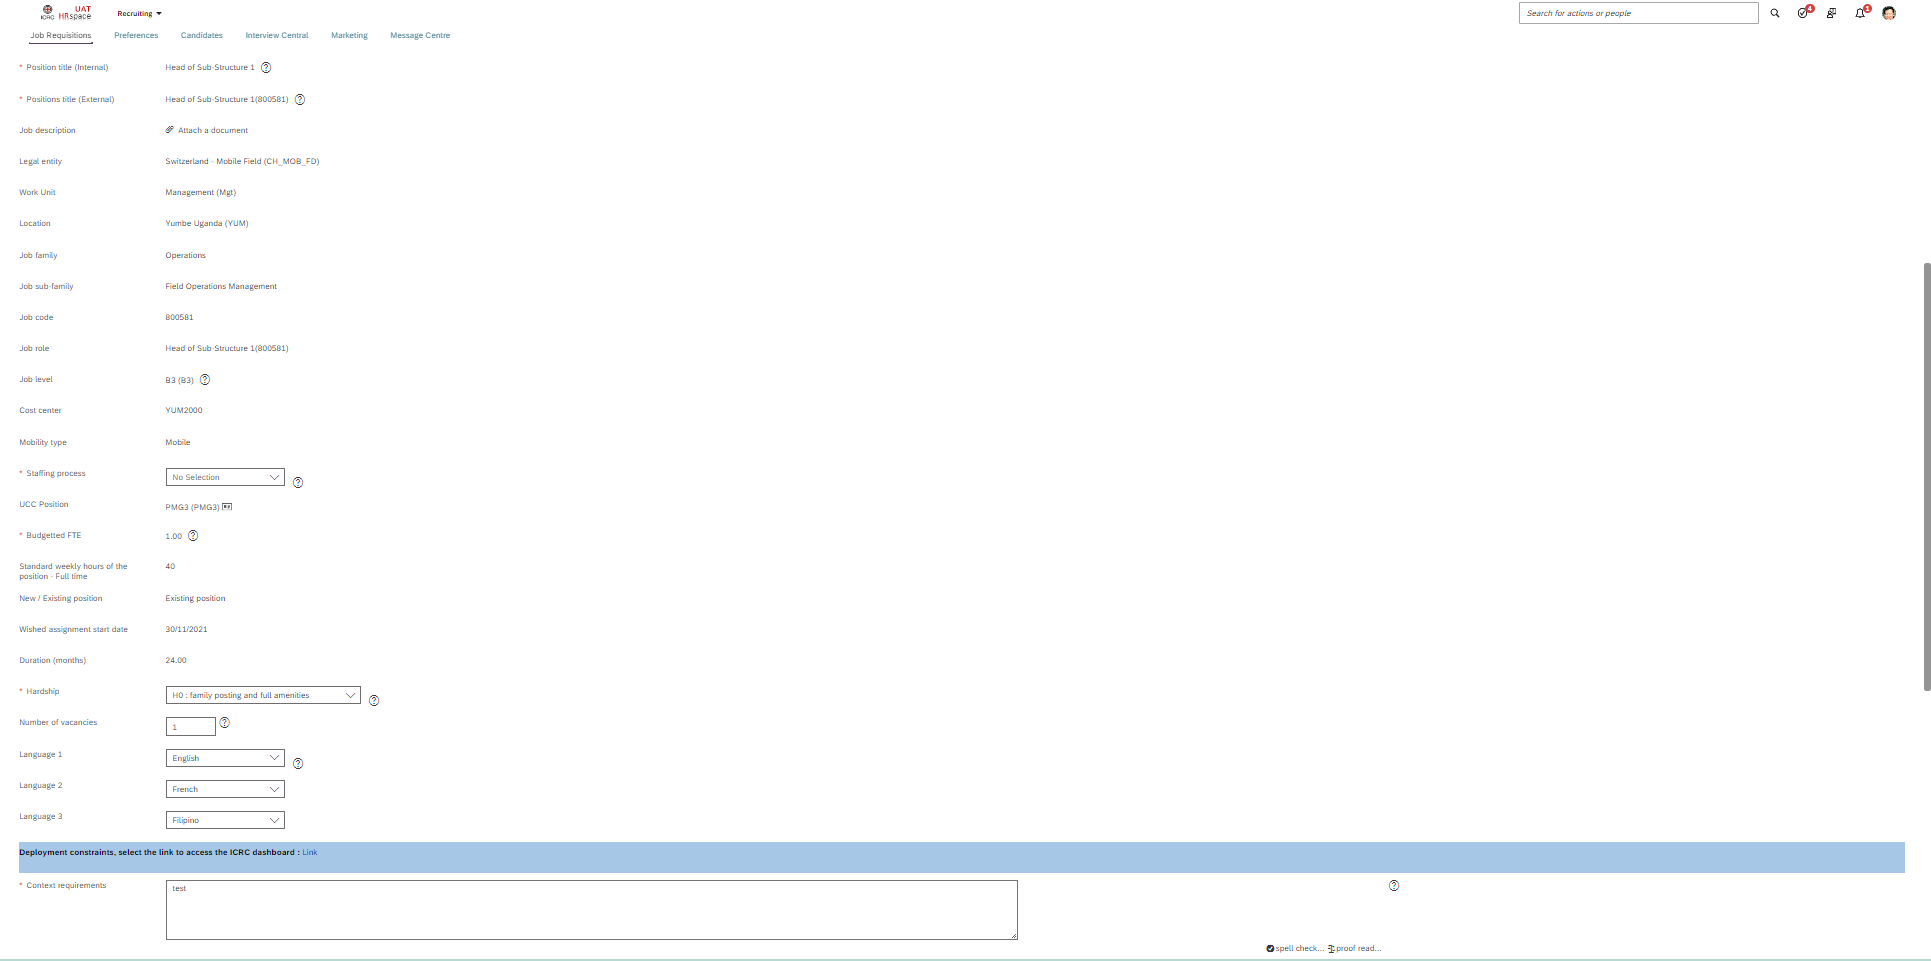 ICRC
UAT
HRspace
Recruiting
Search for actions or people
4
1
Job Requisitions Preferences Candidates Interview Central Marketing Message Centre
* Position title (Internal) Head of Sub-Structure 1
* Positions title (External) Head of Sub-Structure 1(800581)
Job description Attach a document
Legal entity Switzerland - Mobile Field (CH_MOB_FD)
Work Unit Management (Mgt)
Location Yumbe Uganda (YUM)
Job family Operations
Job sub-family Field Operations Management
Job code 800581
Job role Head of Sub-Structure 1(800581)
Job level B3 (B3)
Cost center YUM2000
Mobility type Mobile
* Staffing process No Selection
UCC Position PMG3 (PMG3)
* Budgetted FTE 1.00
Standard weekly hours of the 40
position - Full time
New / Existing position Existing position
Wished assignment start date 30/11/2021
Duration (months) 24.00
* Hardship H0 : family posting and full amenities
Number of vacancies 1
Language 1 English
Language 2 French
Language 3 Filipino
Deployment constraints, select the link to access the ICRC dashboard : Link
* Context requirements test
spell check... proof read...